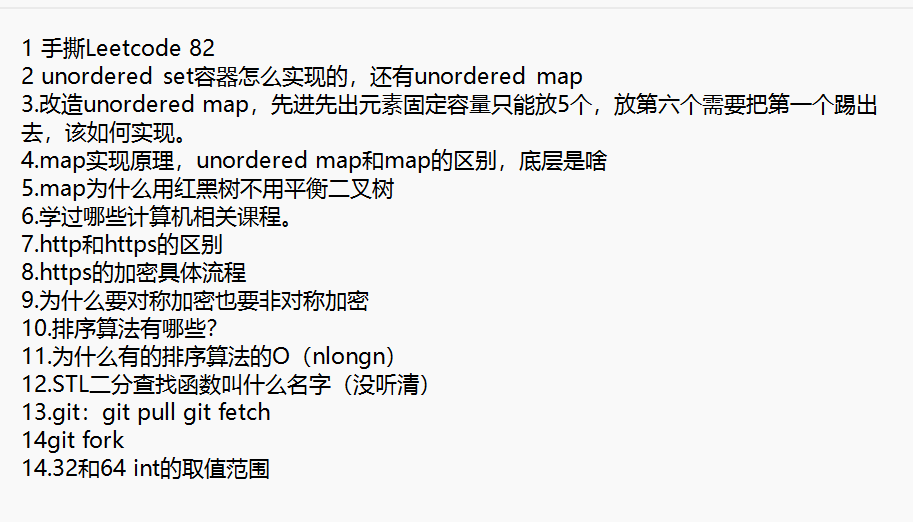 1 手撕Leetcode 82
2 unordered set容器怎么实现的，还有unordered map
3.改造unordered map，先进先出元素固定容量只能放5个，放第六个需要把第一个踢出
去，该如何实现。
4.map实现原理，unordered map和map的区别，底层是啥
5.map为什么用红黑树不用平衡二叉树
6.学过哪些计算机相关课程。
7.http和https的区别
8.https的加密具体流程
9.为什么要对称加密也要非对称加密
10.排序算法有哪些？
11.为什么有的排序算法的O（nlongn）
12.STL二分查找函数叫什么名字（没听清）
13.git：git pull git fetch
14git fork
14.32和64 int的取值范围